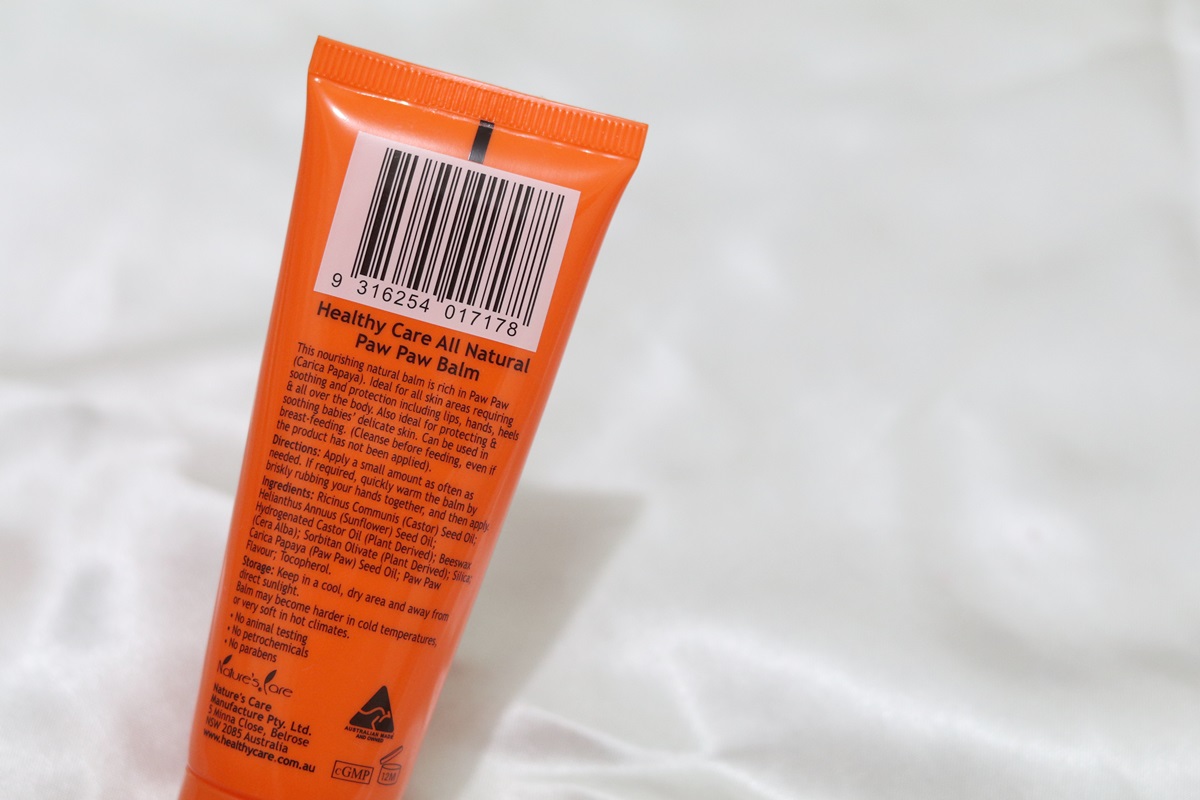 9 316254 017178
Healthy Care All Natural
Paw Paw Balm
This nourishing natural balm is rich in Paw Paw
(Carica Papaya). Ideal for all skin areas requiring
soothing and protection including lips, hands, heels
& all over the body. Also ideal for protecting &
soothing babies' delicate skin. Can be used in
breast-feeding. (Cleanse before feeding, even if
the product has not been applied).
Directions: Apply a small amount as often as
needed. If required, quickly warm the balm by
briskly rubbing your hands together, and then apply.
Ingredients: Ricinus Communis (Castor) Seed Oil;
Helianthus Annuus (Sunflower) Seed Oil;
Hydrogenated Castor Oil (Plant Derived); Beeswax
(Cera Alba); Sorbitan Olivate (Plant Derived); Silica;
Carica Papaya (Paw Paw) Seed Oil; Paw Paw
Flavour; Tocopherol.
Storage: Keep in a cool, dry area and away from
direct sunlight.
Balm may become harder in cold temperatures,
or very soft in hot climates.
• No animal testing
• No petrochemicals
• No parabens
Nature's Care
Nature's Care
Manufacture Pty. Ltd.
5 Minna Close, Belrose
NSW 2085 Australia
www.healthycare.com.au
AUSTRALIAN MADE
AND OWNED
cGMP
12M